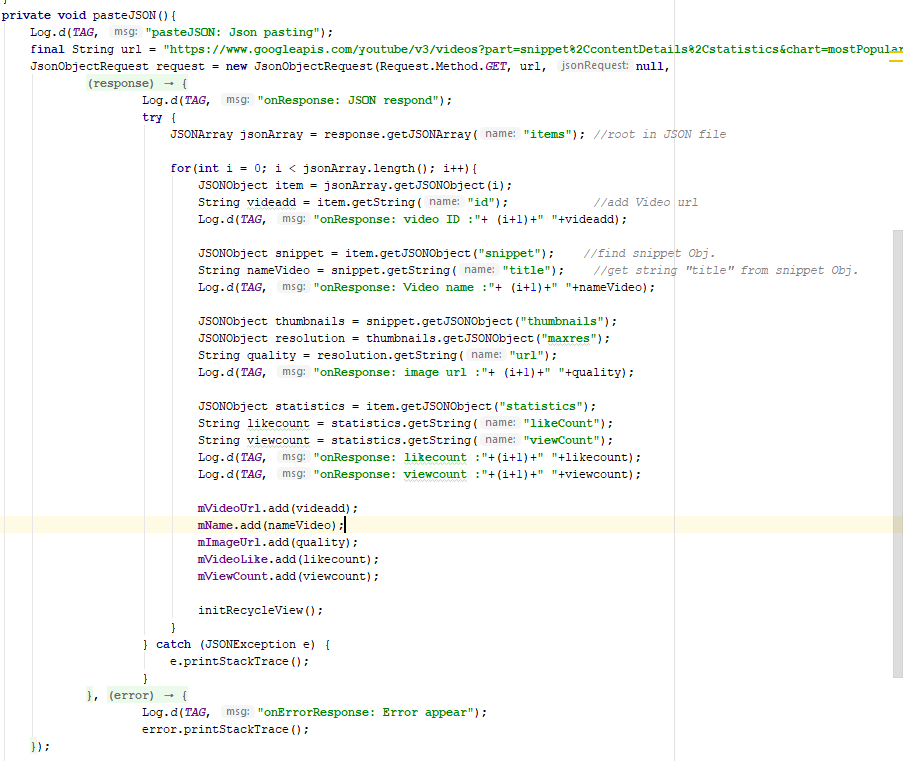 }
private void pasteJSON(){
Log.d(TAG, msg: "pasteJSON: Json pasting");
final String url = "https://www.googleapis.com/youtube/v3/videos?part=snippet%2CcontentDetails%2Cstatistics&chart=mostPopular
JsonObjectRequest request = new JsonObjectRequest(Request.Method.GET, url, jsonRequest: null,
(response) → {
Log.d(TAG, msg: "onResponse: JSON respond");
try {
JSONArray jsonArray = response.getJSONArray( name: "items"); //root in JSON file
for(int i = 0; i < jsonArray.length(); i++){
JSONObject item = jsonArray.getJSONObject(i);
String videadd = item.getString( name: "id"); //add Video url
Log.d(TAG, msg: "onResponse: video ID :"+ (i+1)+" "+videadd);
JSONObject snippet = item.getJSONObject("snippet"); //find snippet Obj.
String nameVideo = snippet.getString( name: "title"); //get string "title" from snippet Obj.
Log.d(TAG, msg: "onResponse: Video name :"+ (i+1)+" "+nameVideo);
JSONObject thumbnails = snippet.getJSONObject("thumbnails");
JSONObject resolution = thumbnails.getJSONObject("maxres");
String quality = resolution.getString( name: "url");
Log.d(TAG, msg: "onResponse: image url :"+ (i+1)+" "+quality);
JSONObject statistics = item.getJSONObject("statistics");
String likecount = statistics.getString( name: "likeCount");
String viewcount = statistics.getString( name: "viewCount");
Log.d(TAG, msg: "onResponse: likecount :"+(i+1)+" "+likecount);
Log.d(TAG, msg: "onResponse: viewcount :"+(i+1)+" "+viewcount);
mVideoUrl.add(videadd);
mName.add(nameVideo);
mImageUrl.add(quality);
mVideoLike.add(likecount);
mViewCount.add(viewcount);
initRecycleView();
}
} catch (JSONException e) {
e.printStackTrace();
}
}, (error) → {
Log.d(TAG, msg: "onErrorResponse: Error appear");
error.printStackTrace();
});